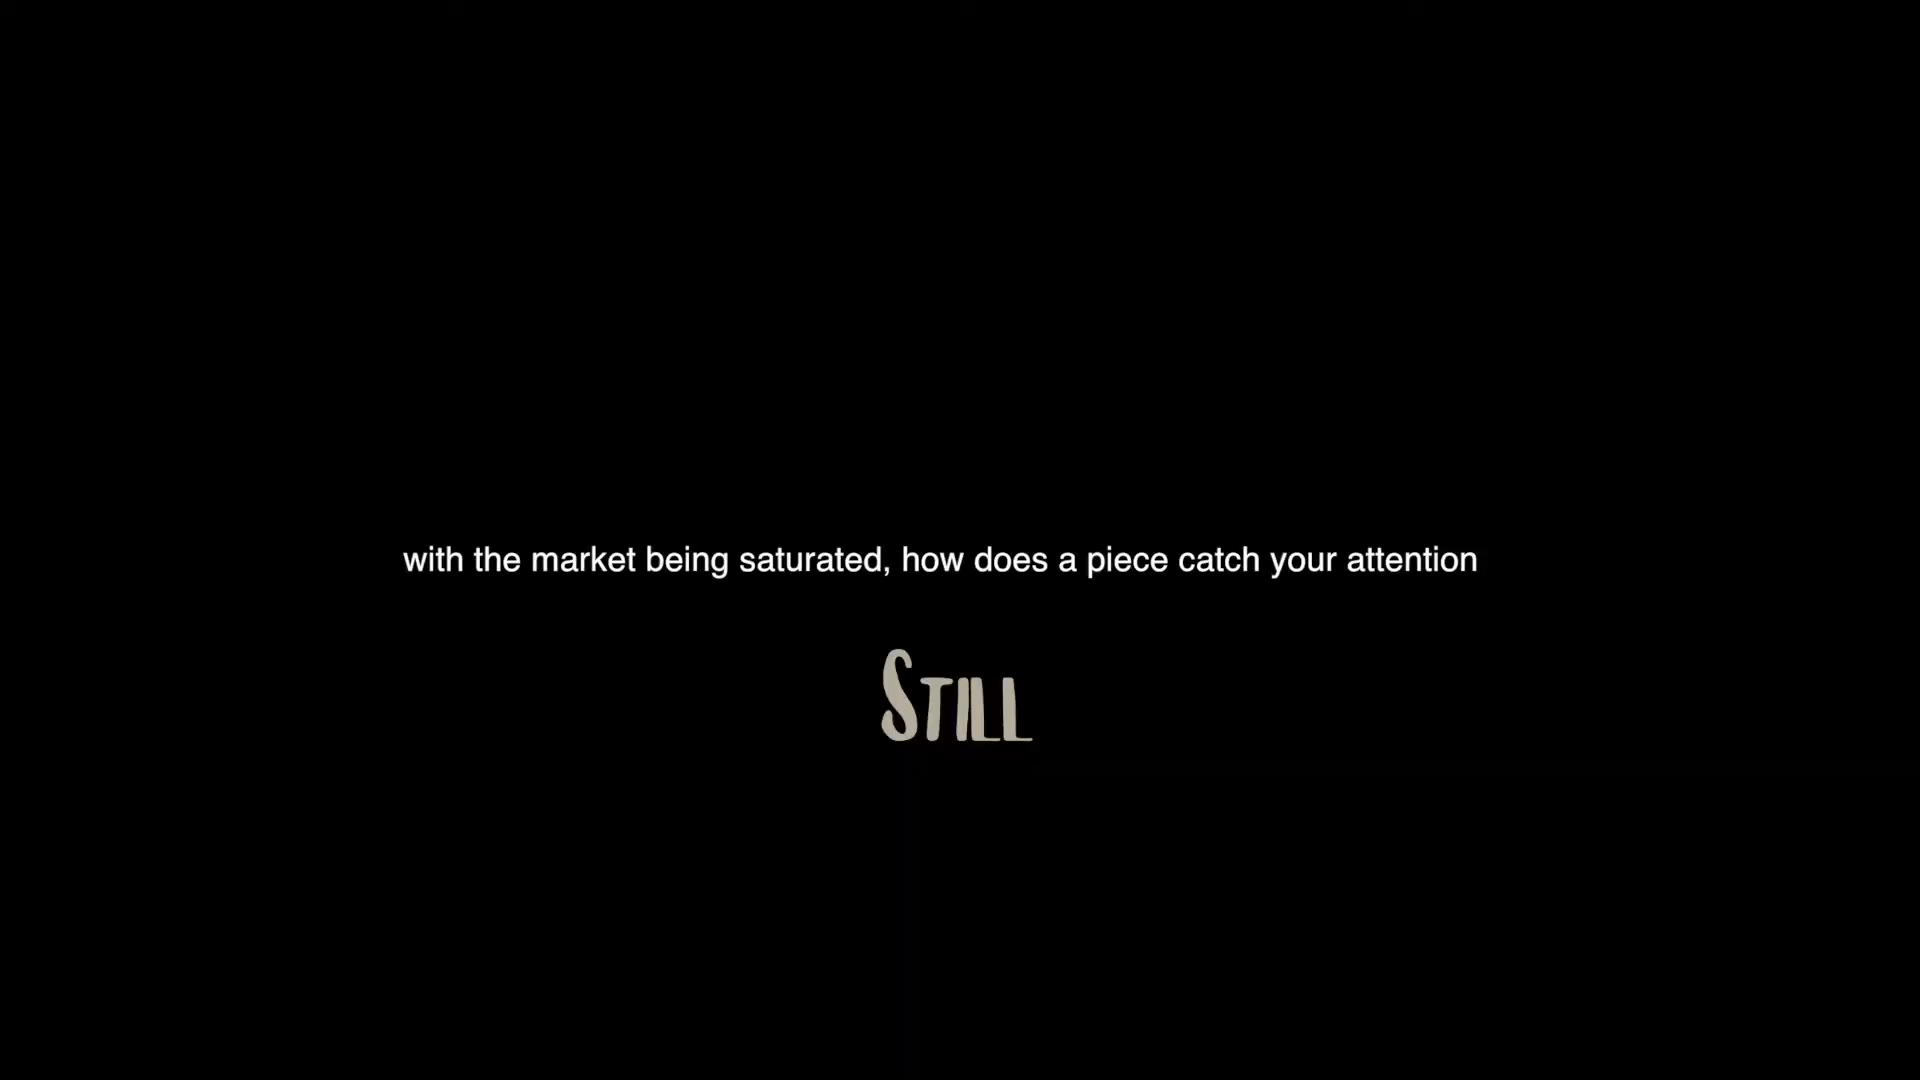 with the market being saturated, how does a piece catch your attention
Still